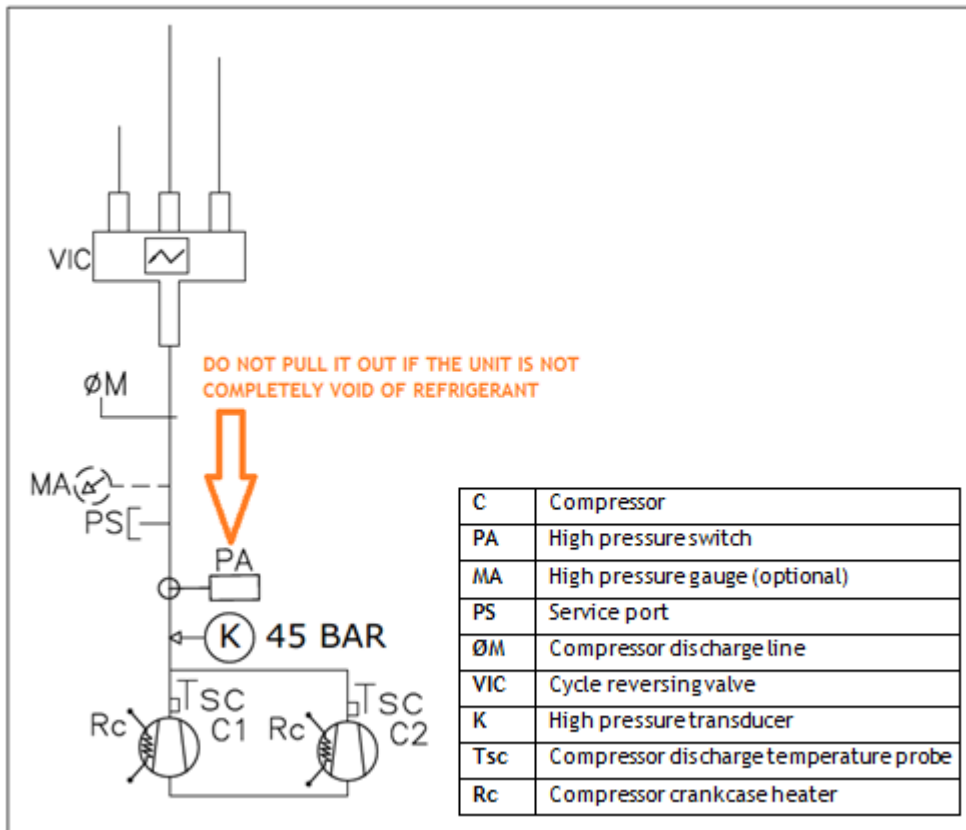 VIC
DO NOT PULL IT OUT IF THE UNIT IS NOT
COMPLETELY VOID OF REFRIGERANT
øM
MA
PS
PA
K 45 BAR
Rc TSC C1 Rc TSC C2
C Compressor
PA High pressure switch
MA High pressure gauge (optional)
PS Service port
ØM Compressor discharge line
VIC Cycle reversing valve
K High pressure transducer
Tsc Compressor discharge temperature probe
Rc Compressor crankcase heater